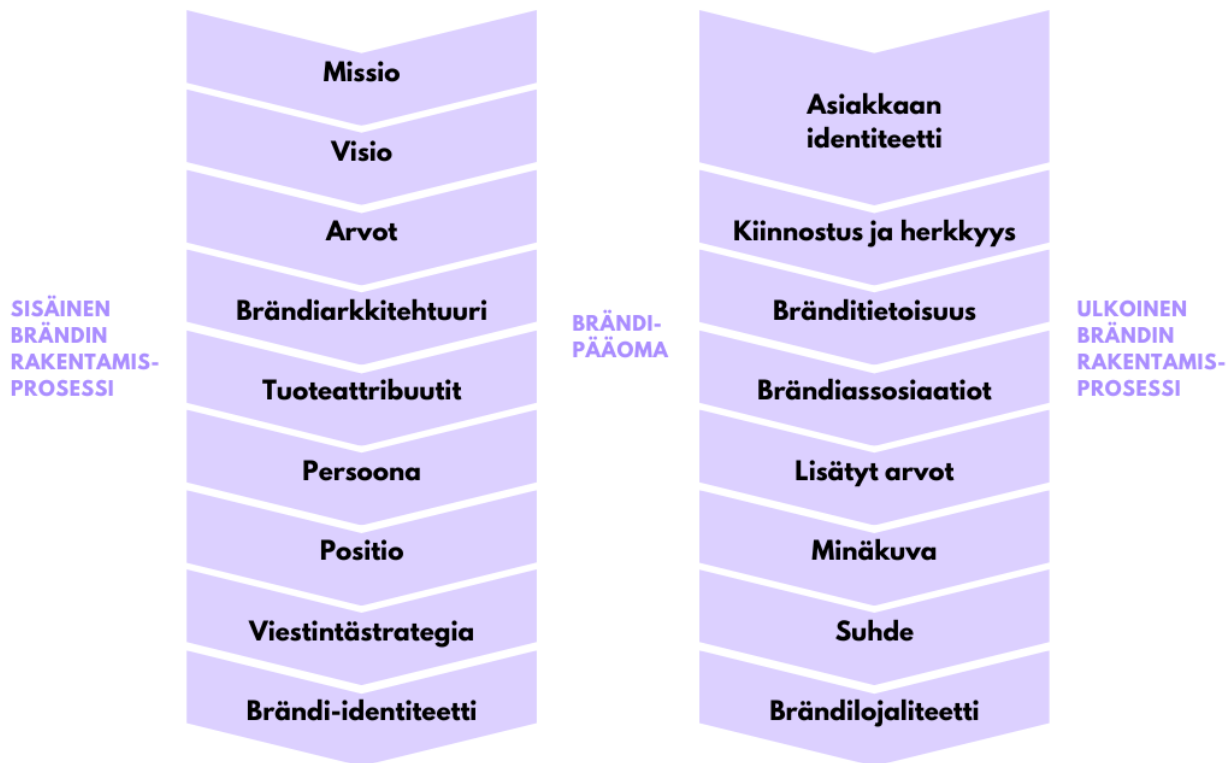 SISÄINEN
BRÄNDIN
RAKENTAMIS-
PROSESSI
Missio
Visio
Arvot
Brändiarkkitehtuuri
Tuoteattribuutit
Persoona
Positio
Viestintästrategia
Brändi-identiteetti
BRÄNDI-
PÄÄOMA
Asiakkaan
identiteetti
Kiinnostus ja herkkyys
Bränditietoisuus
Brändiassosiaatiot
Lisätyt arvot
Minäkuva
Suhde
Brändilojaliteetti
ULKOINEN
BRÄNDIN
RAKENTAMIS-
PROSESSI